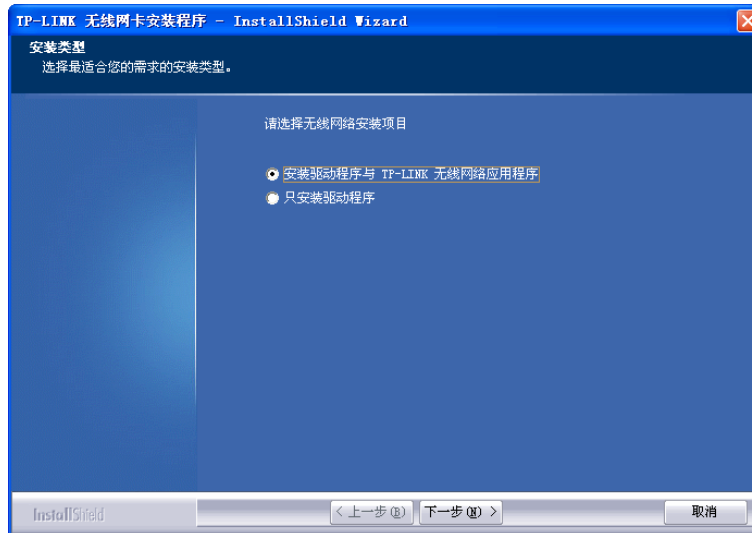 TP-LINK 无线网卡安装程序 - InstallShield Wizard
安装类型
选择最适合您的需求的安装类型。
请选择无线网络安装项目
安装驱动程序与 TP-LINK 无线网络应用程序
只安装驱动程序
InstallShield
< 上一步(B) 下一步(N) > 取消